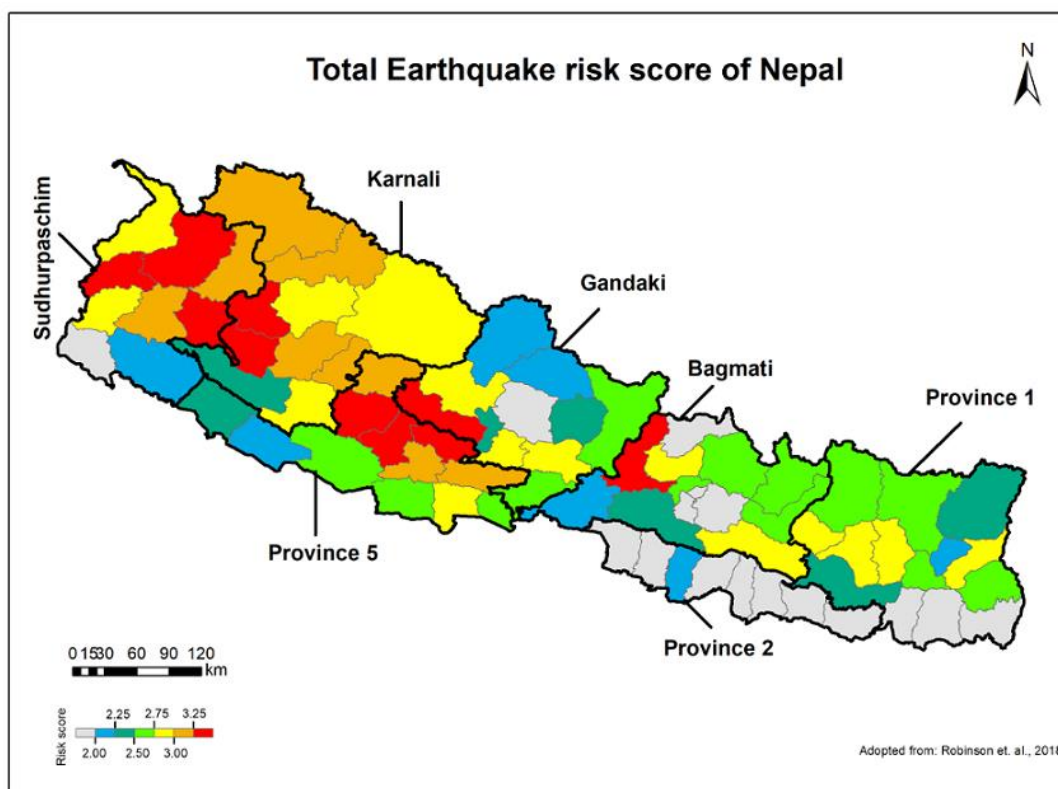 Total Earthquake risk score of Nepal
N
Karnali
Sudhurpaschim
Gandaki
Bagmati
Province 1
Province 5
Province 2
0 1530 60 90 120
km
2.25 2.75 3.25
Risk score
2.00 2.50 3.00
Adopted from: Robinson et. al., 2018